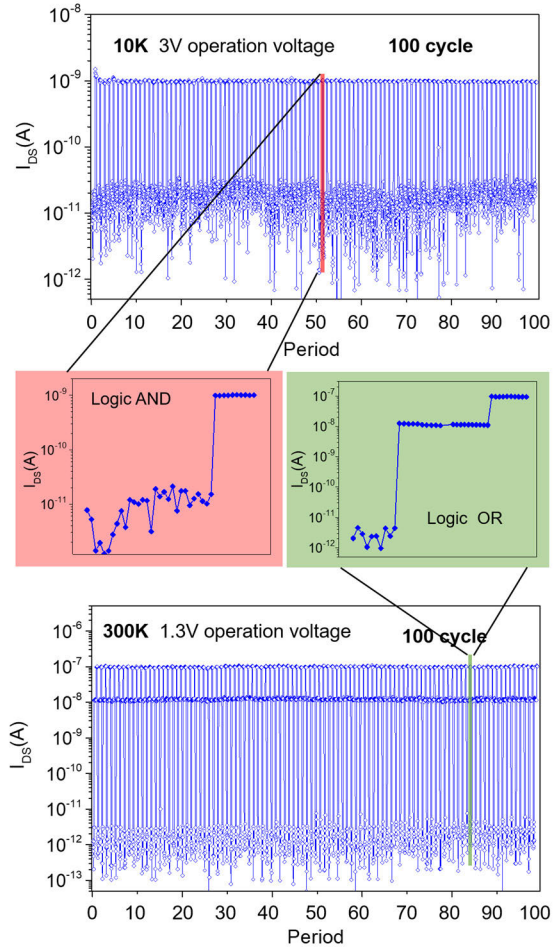 10K 3V operation voltage 100 cycle
10⁻⁸
10⁻⁹
10⁻¹⁰
10⁻¹¹
10⁻¹²
I_DS(A)
0 10 20 30 40 50 60 70 80 90 100
Period
Logic AND
10⁻⁹
10⁻¹⁰
10⁻¹¹
I_DS(A)
10⁻⁷
10⁻⁸
10⁻⁹
10⁻¹⁰
10⁻¹¹
10⁻¹²
I_DS(A)
Logic OR
300K 1.3V operation voltage 100 cycle
10⁻⁶
10⁻⁷
10⁻⁸
10⁻⁹
10⁻¹⁰
10⁻¹¹
10⁻¹²
10⁻¹³
I_DS(A)
0 10 20 30 40 50 60 70 80 90 100
Period